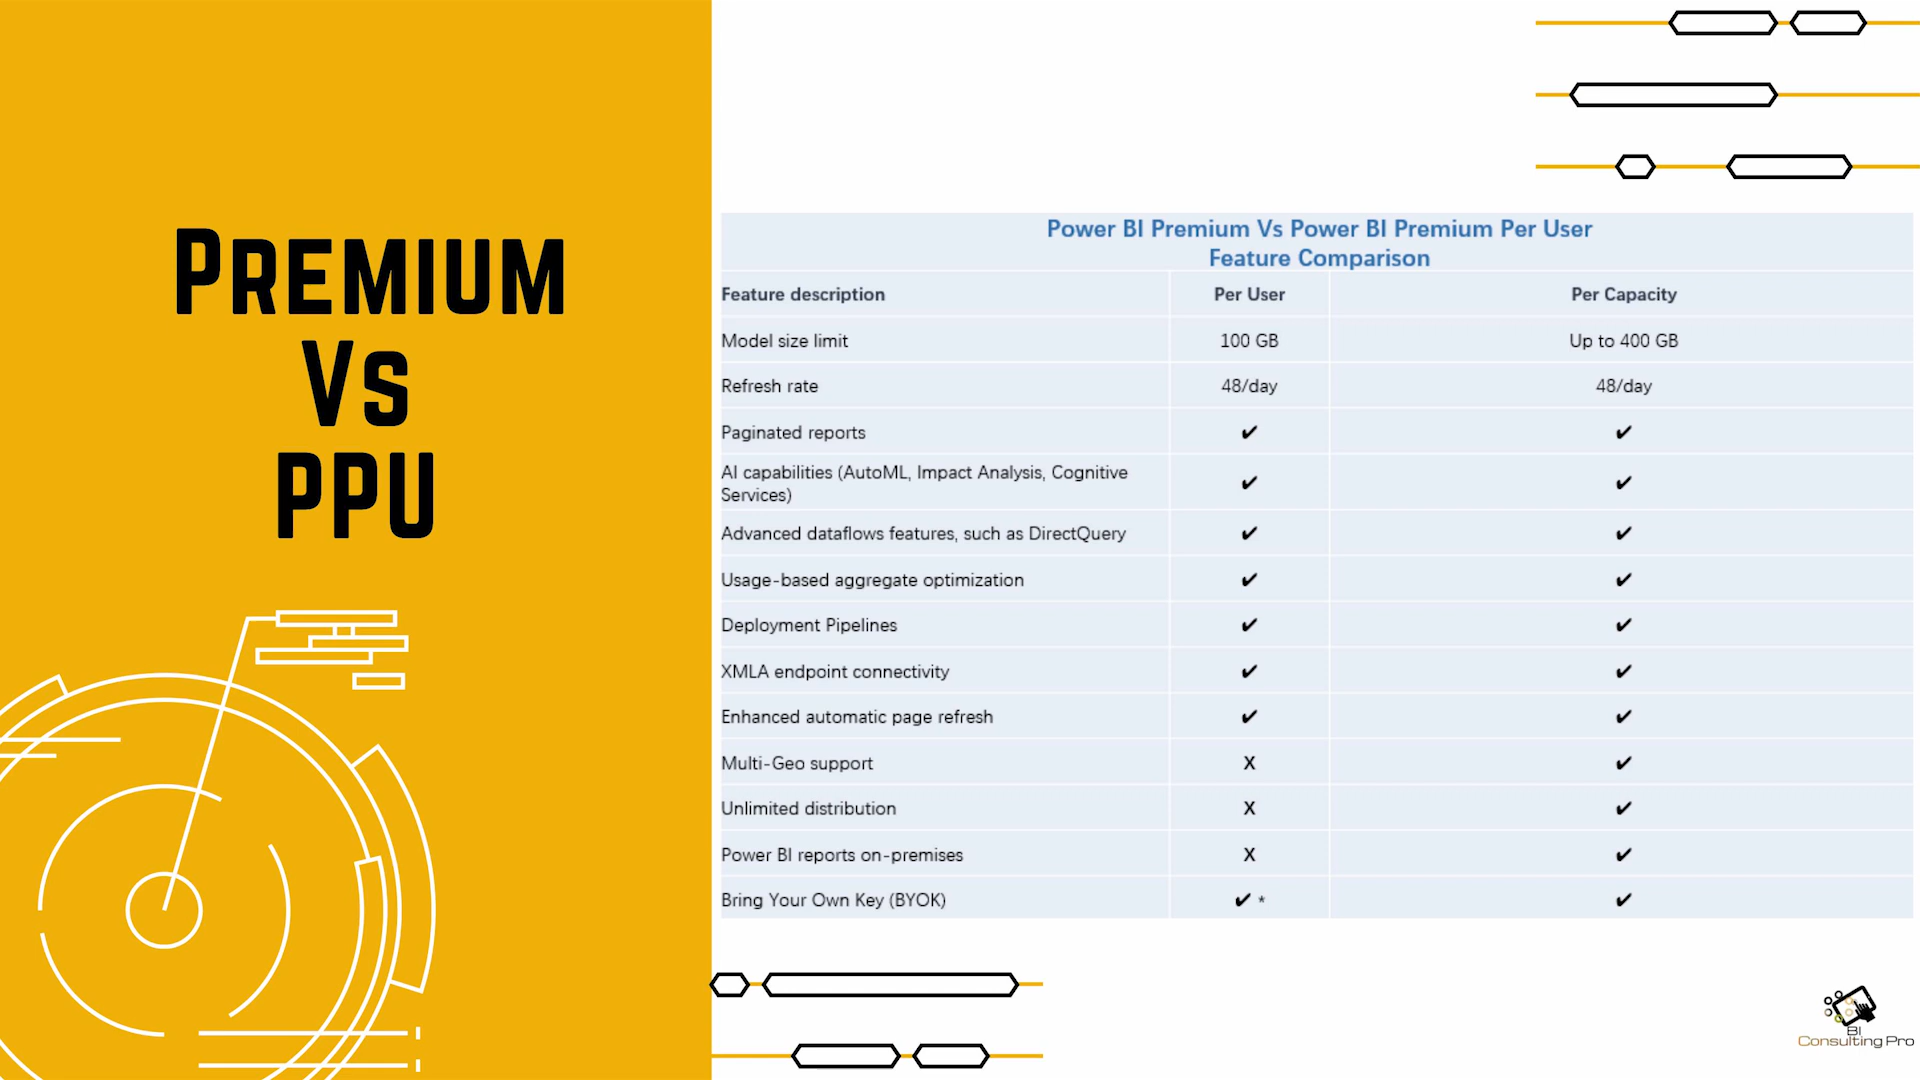 Premium
Vs
PPU
Power BI Premium Vs Power BI Premium Per User
Feature Comparison
Feature description Per User Per Capacity
Model size limit 100 GB Up to 400 GB
Refresh rate 48/day 48/day
Paginated reports ✔ ✔
AI capabilities (AutoML, Impact Analysis, Cognitive
Services) ✔ ✔
Advanced dataflows features, such as DirectQuery ✔ ✔
Usage-based aggregate optimization ✔ ✔
Deployment Pipelines ✔ ✔
XMLA endpoint connectivity ✔ ✔
Enhanced automatic page refresh ✔ ✔
Multi-Geo support X ✔
Unlimited distribution X ✔
Power BI reports on-premises X ✔
Bring Your Own Key (BYOK) ✔ * ✔
BI
Consulting Pro